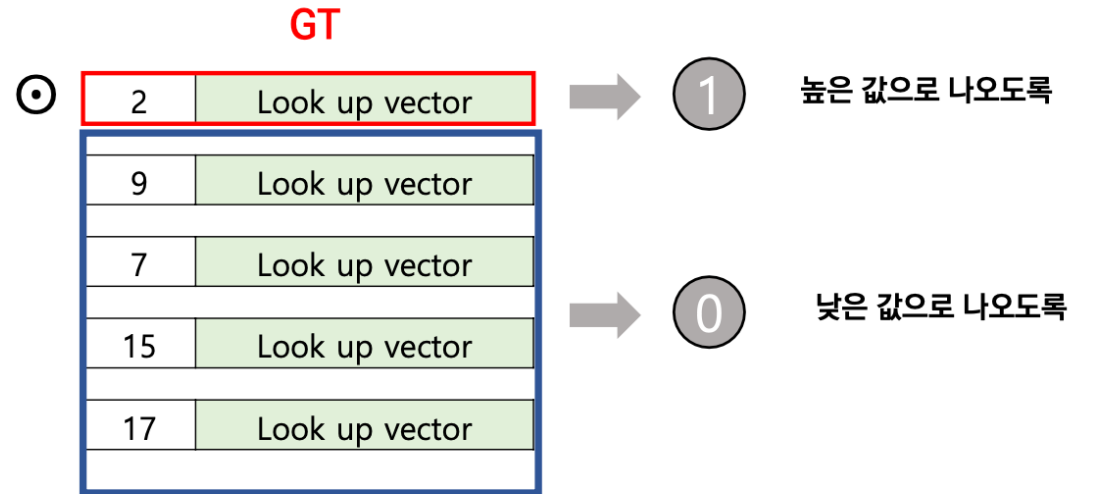 GT
⊙ 2 Look up vector 1 높은 값으로 나오도록
9 Look up vector
7 Look up vector
0 낮은 값으로 나오도록
15 Look up vector
17 Look up vector